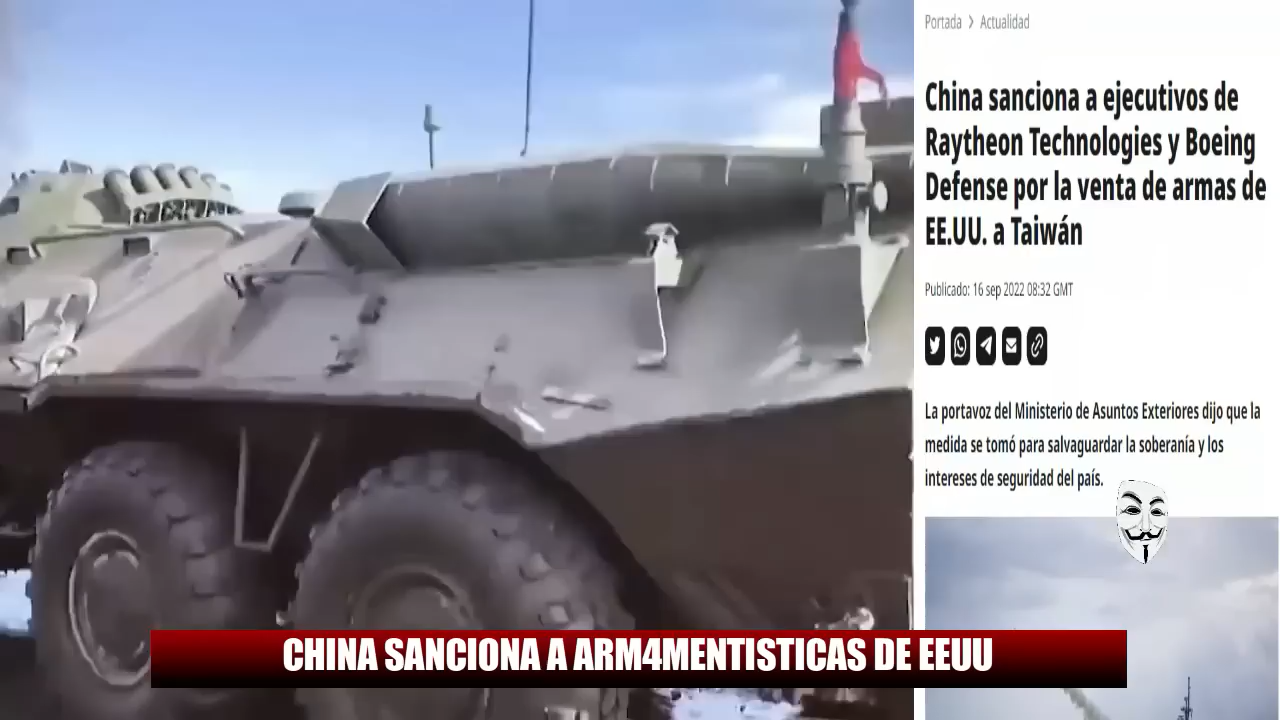 Portada > Actualidad
China sanciona a ejecutivos de
Raytheon Technologies y Boeing
Defense por la venta de armas de
EE.UU. a Taiwán
Publicado: 16 sep 2022 08:32 GMT
La portavoz del Ministerio de Asuntos Exteriores dijo que la
medida se tomó para salvaguardar la soberanía y los
intereses de seguridad del país.
CHINA SANCIONA A ARM4MENTISTICAS DE EEUU